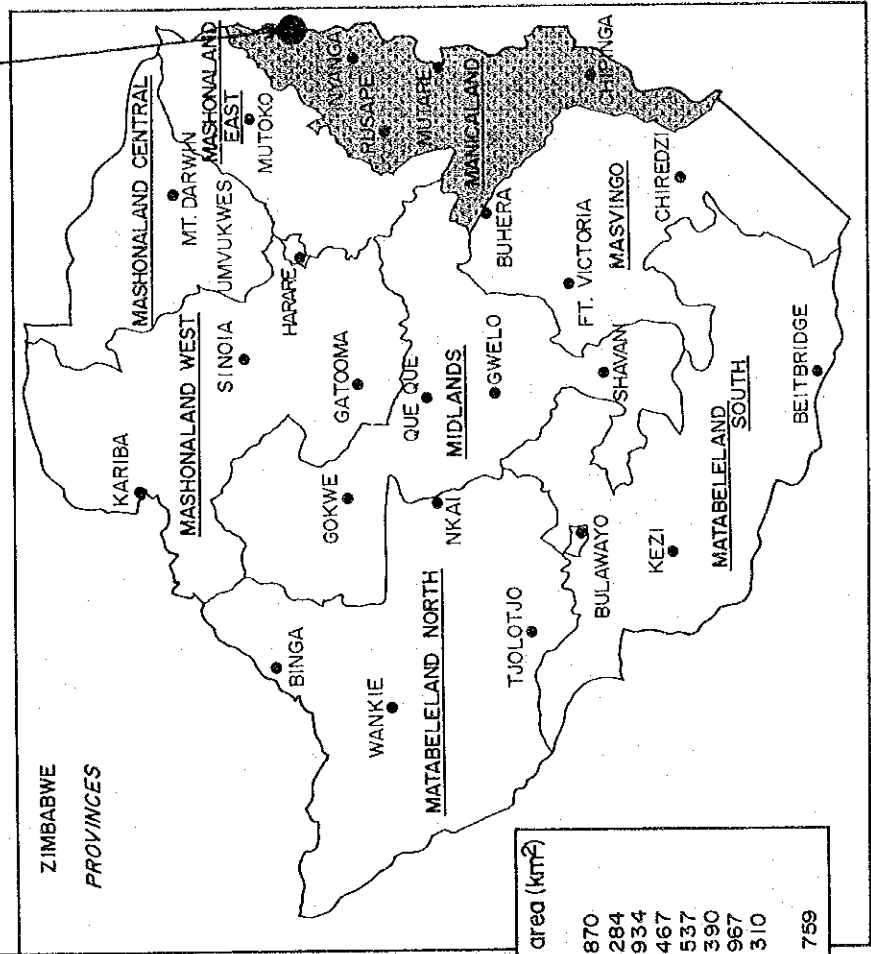 ZIMBABWE
PROVINCES
MASHONALAND CENTRAL
MT. DARWIN
MASHONALAND
EAST
MUTOKO
UMVUKWES
KARIBA
MASHONALAND WEST
SINOIA
HARARE
NYANGA
RUSAPE
MUTARE
MANICALAND
CHIPINGA
BINGA
GOKWE
GATOOMA
QUE QUE
MIDLANDS
GWELO
BUHERA
WANKIE
NKAI
MATABELELAND NORTH
TJOLOTJO
BULAWAYO
FT. VICTORIA
MASVINGO
CHIREDZI
SHAVANI
KEZI
MATABELELAND
SOUTH
BEITBRIDGE
area (km²)
870
284
934
467
537
390
967
310
759